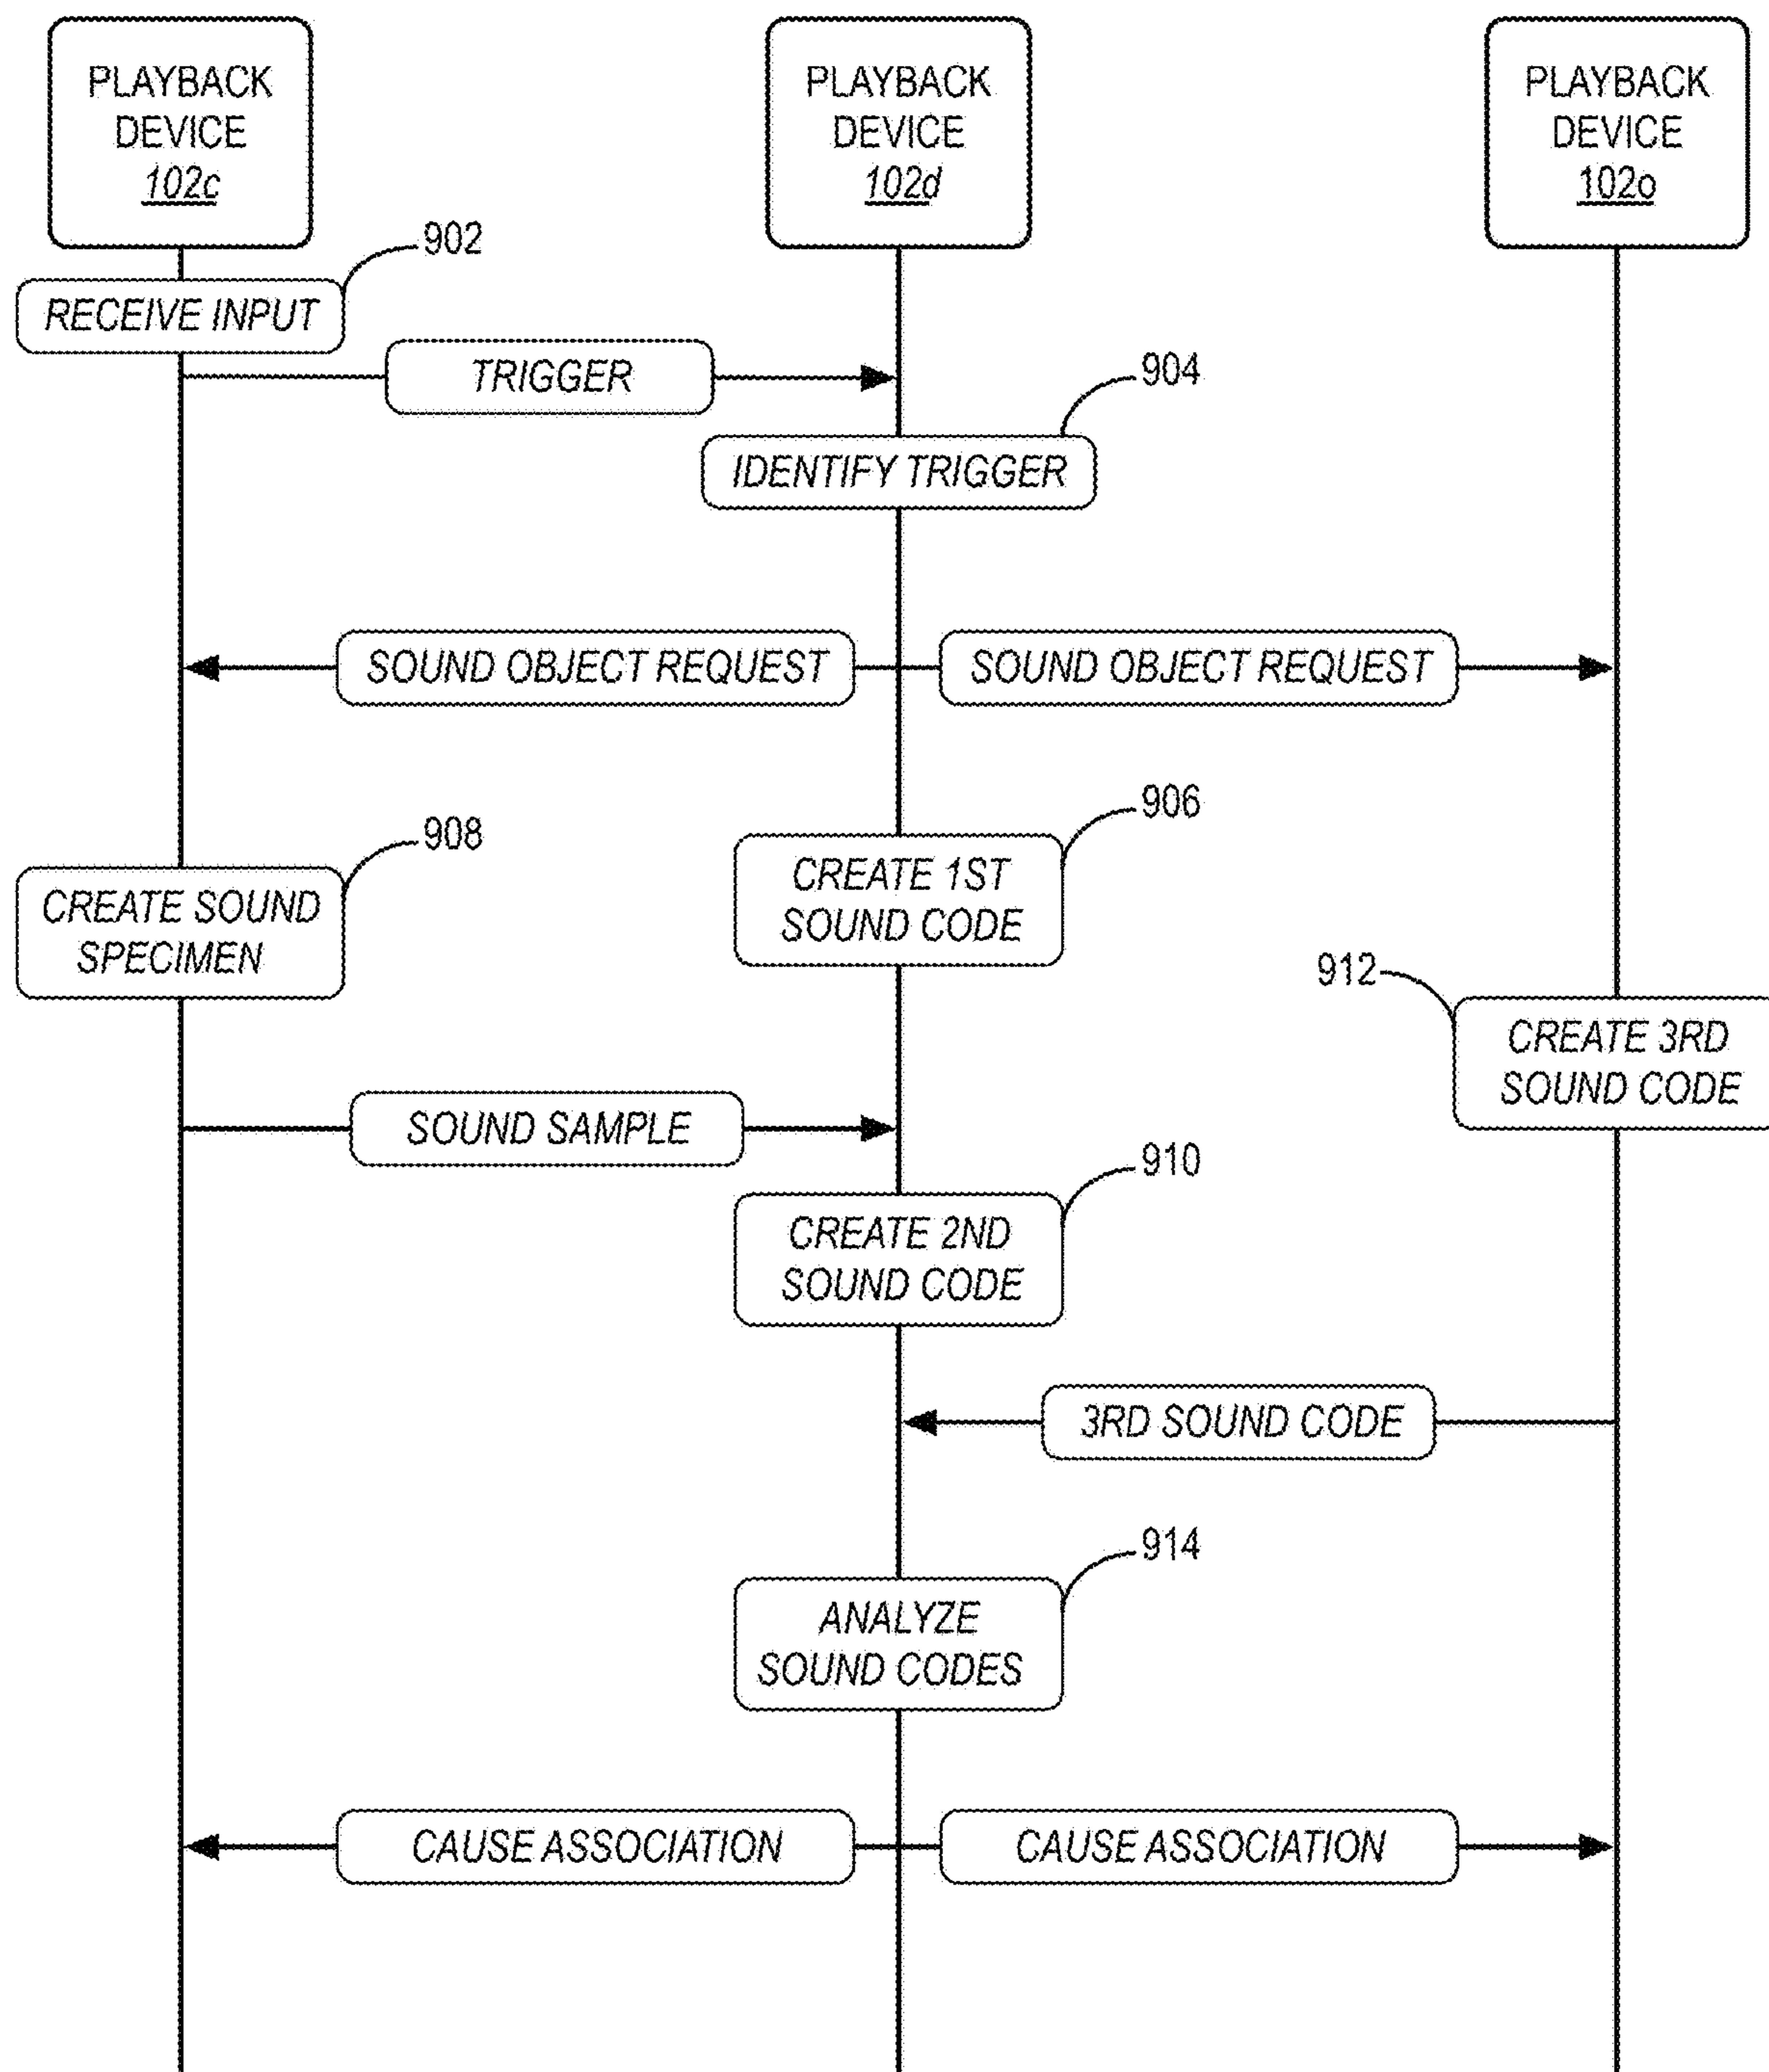 PLAYBACK
DEVICE
102c
PLAYBACK
DEVICE
102d
PLAYBACK
DEVICE
102o
902
RECEIVE INPUT
TRIGGER
904
IDENTIFY TRIGGER
SOUND OBJECT REQUEST
SOUND OBJECT REQUEST
906
908
CREATE 1ST
SOUND CODE
CREATE SOUND
SPECIMEN
912
CREATE 3RD
SOUND CODE
SOUND SAMPLE
910
CREATE 2ND
SOUND CODE
3RD SOUND CODE
914
ANALYZE
SOUND CODES
CAUSE ASSOCIATION
CAUSE ASSOCIATION